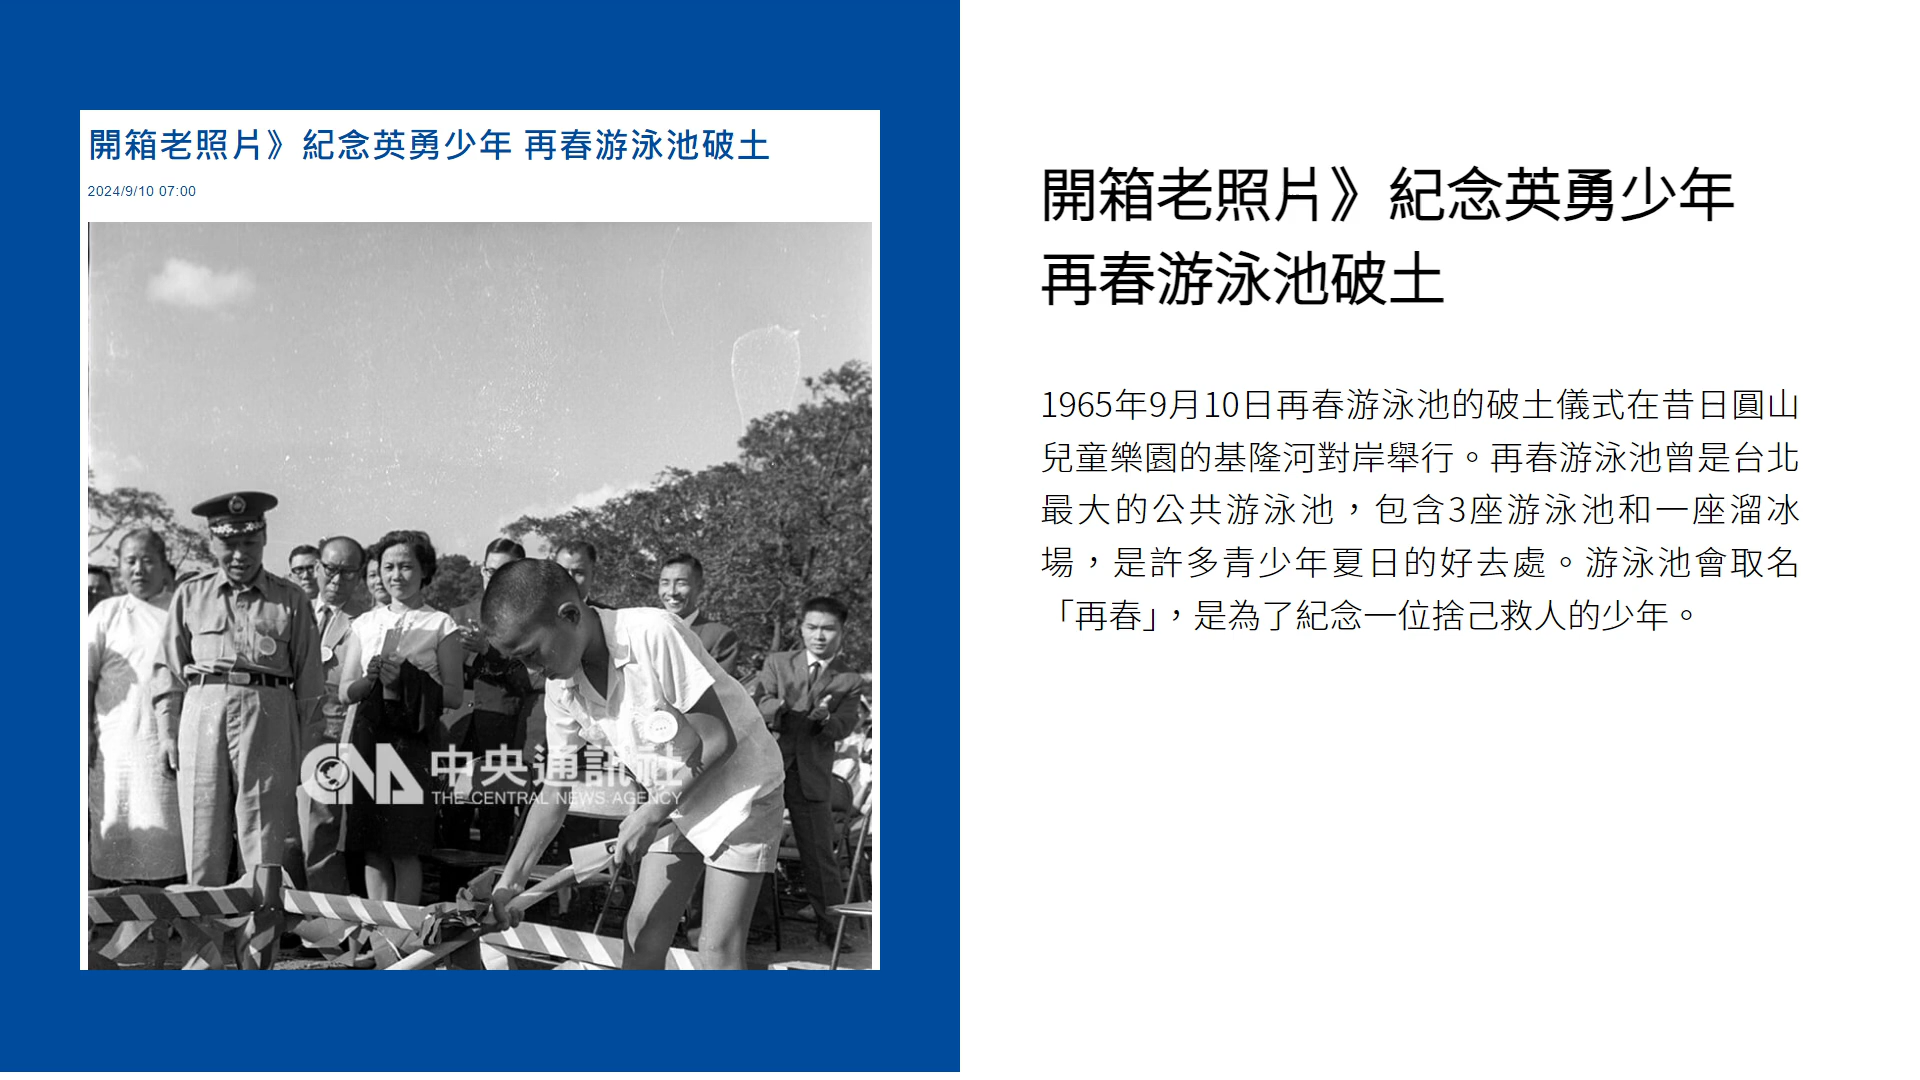 開箱老照片》紀念英勇少年 再春游泳池破土
2024/9/10 07:00
中央通訊社
THE CENTRAL NEWS AGENCY
開箱老照片》紀念英勇少年
再春游泳池破土
1965年9月10日再春游泳池的破土儀式在昔日圓山
兒童樂園的基隆河對岸舉行。再春游泳池曾是台北
最大的公共游泳池，包含3座游泳池和一座溜冰
場，是許多青少年夏日的好去處。游泳池會取名
「再春」，是為了紀念一位捨己救人的少年。